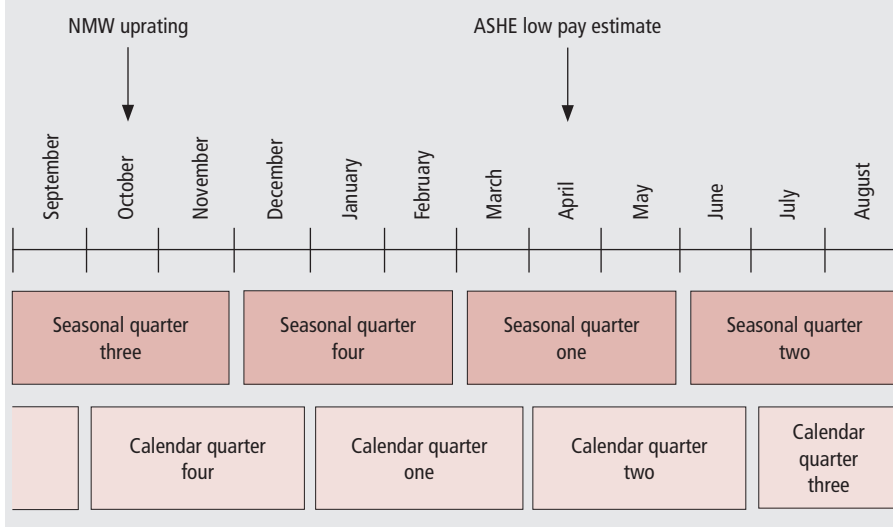 NMW uprating
ASHE low pay estimate
September
October
November
December
January
February
March
April
May
June
July
August
Seasonal quarter
three
Seasonal quarter
four
Seasonal quarter
one
Seasonal quarter
two
Calendar quarter
four
Calendar quarter
one
Calendar quarter
two
Calendar
quarter
three